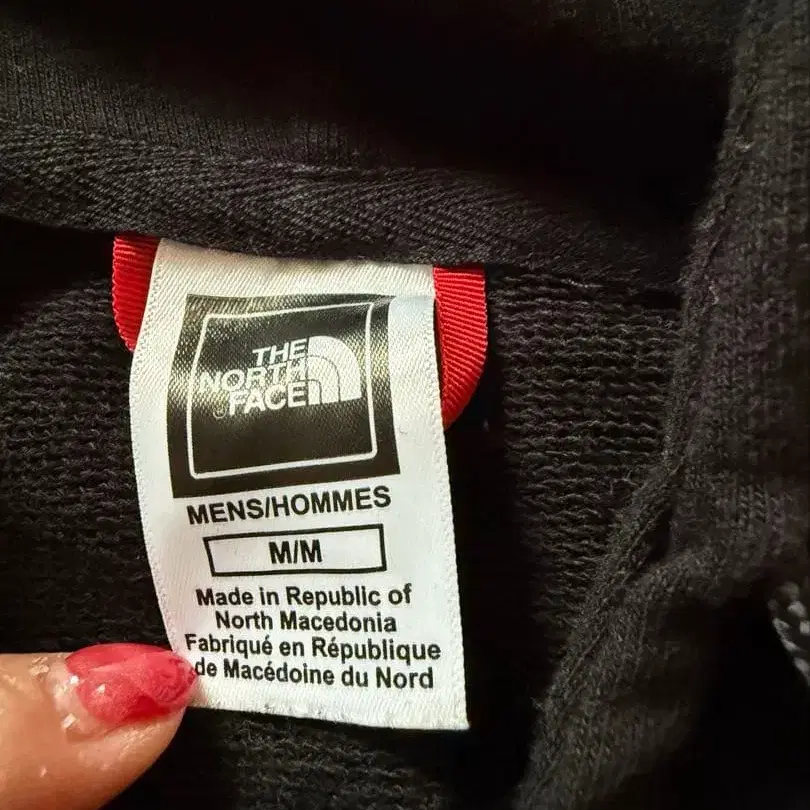 THE
NORTH
FACE
MENS/HOMMES
M/M
Made in Republic of
North Macedonia
Fabriqué en République
de Macédoine du Nord